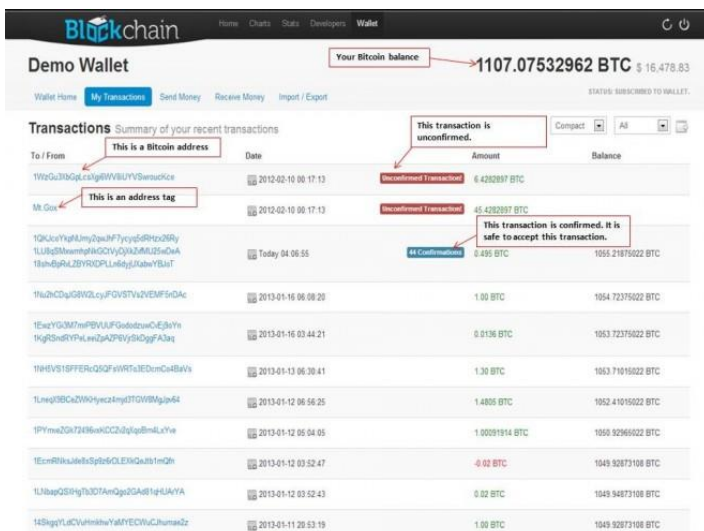 Blockchain
Home Charts Stats Developers Wallet
Demo Wallet
Your Bitcoin balance
1107.07532962 BTC $ 16,478.83
Wallet Home My Transactions Send Money Receive Money Import / Export
STATUS: SUBSCRIBED TO WALLET.
Transactions Summary of your recent transactions
This transaction is
unconfirmed.
Compact All
This is a Bitcoin address
To / From Date Amount Balance
2012-02-10 00:17:13 Unconfirmed Transaction! 6.4282897 BTC
This is an address tag
Mt.Gox 2012-02-10 00:17:13 Unconfirmed Transaction! 45.4282897 BTC
This transaction is confirmed. It is
safe to accept this transaction.
Today 04:06:55 44 Confirmations 0.495 BTC 1055.21875022 BTC
2013-01-16 06:08:20 1.00 BTC 1054.72375022 BTC
2013-01-16 03:44:21 0.0136 BTC 1053.72375022 BTC
2013-01-13 06:30:41 1.30 BTC 1053.71015022 BTC
2013-01-12 06:56:25 1.4805 BTC 1052.41015022 BTC
2013-01-12 05:04:05 1.00091914 BTC 1050.92965022 BTC
2013-01-12 03:52:47 -0.02 BTC 1049.92873108 BTC
2013-01-12 03:52:43 0.02 BTC 1049.94873108 BTC
2013-01-11 20:53:19 1.00 BTC 1049.92873108 BTC